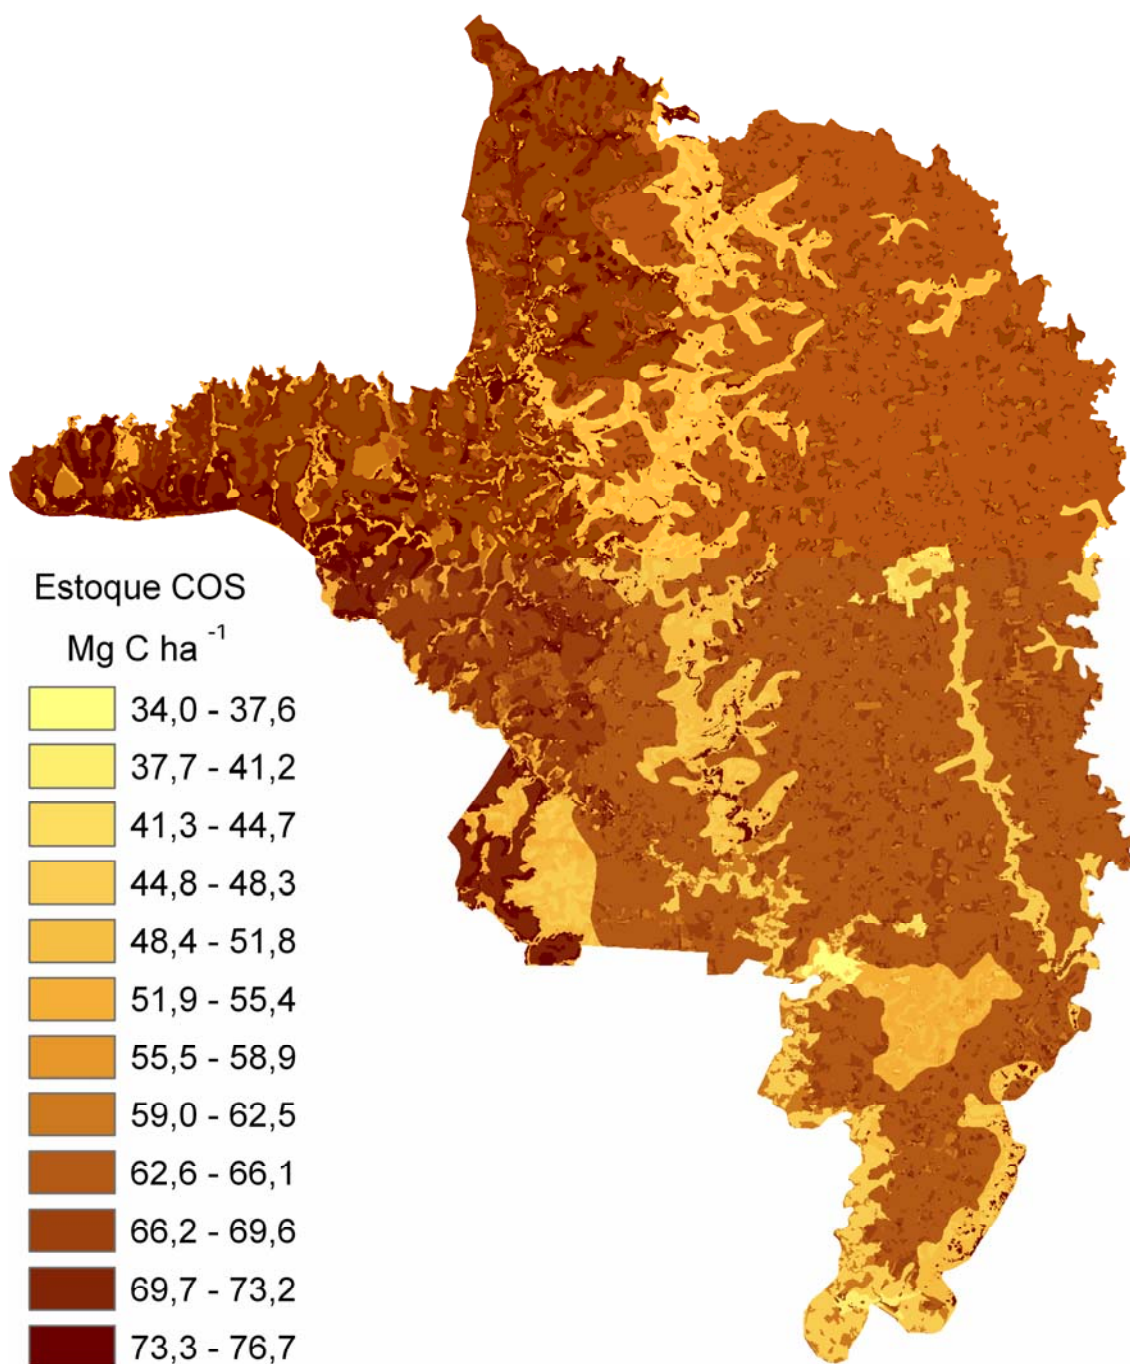 Estoque COS
Mg C ha -1
34,0 - 37,6
37,7 - 41,2
41,3 - 44,7
44,8 - 48,3
48,4 - 51,8
51,9 - 55,4
55,5 - 58,9
59,0 - 62,5
62,6 - 66,1
66,2 - 69,6
69,7 - 73,2
73,3 - 76,7